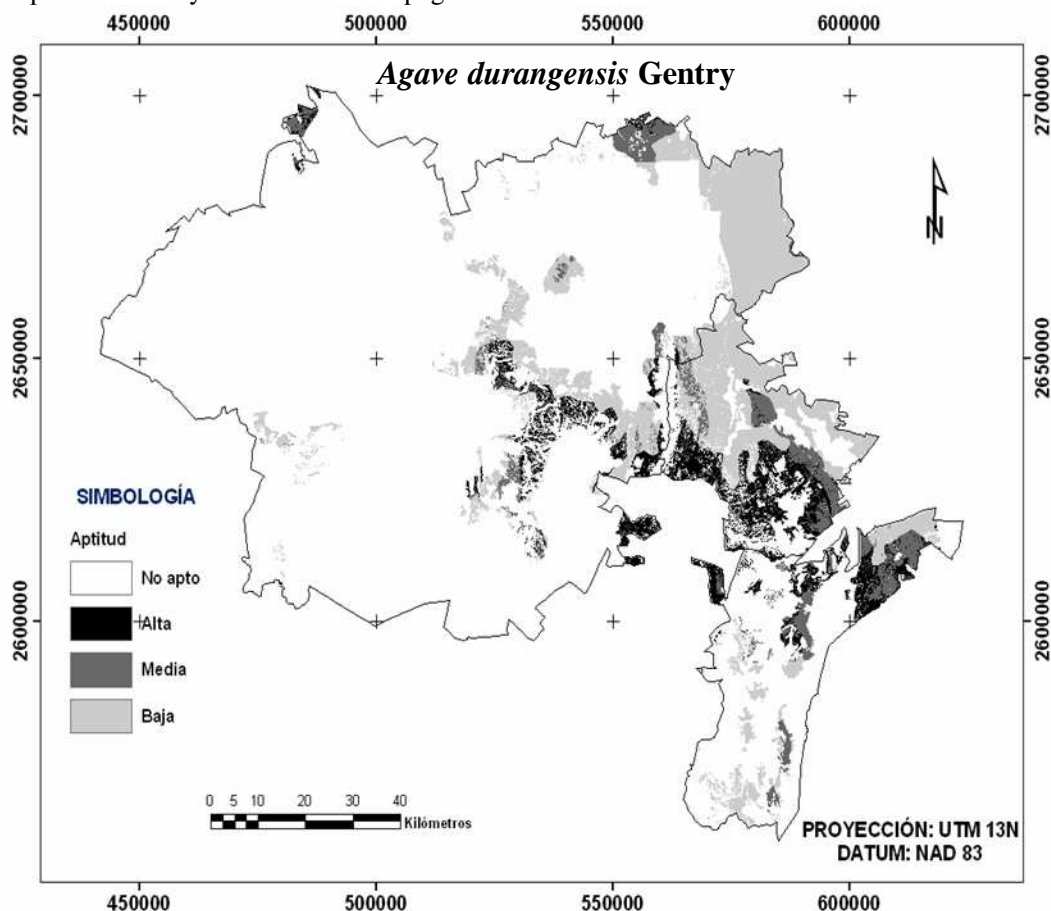 450000 500000 550000 600000
Agave durangensis Gentry
2700000 2700000
N
2650000 2650000
SIMBOLOGÍA
Aptitud
No apto
2600000 2600000
Alta
Media
Baja
0 5 10 20 30 40
Kilómetros
PROYECCIÓN: UTM 13N
DATUM: NAD 83
450000 500000 550000 600000